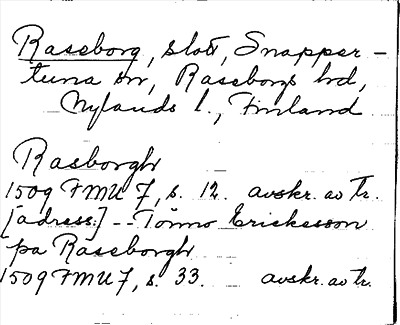 Raseborg, slott, Snapper-
tuna sn, Raseborgs hd,
Nylands l., Finland
Rasborgh
1509 FMU 7, s. 12. avskr. av Tr.
[adress:] -- Tönno Erickesson
pa Raseborgh
1509 FMU 7, s. 33. avskr. av Tr.